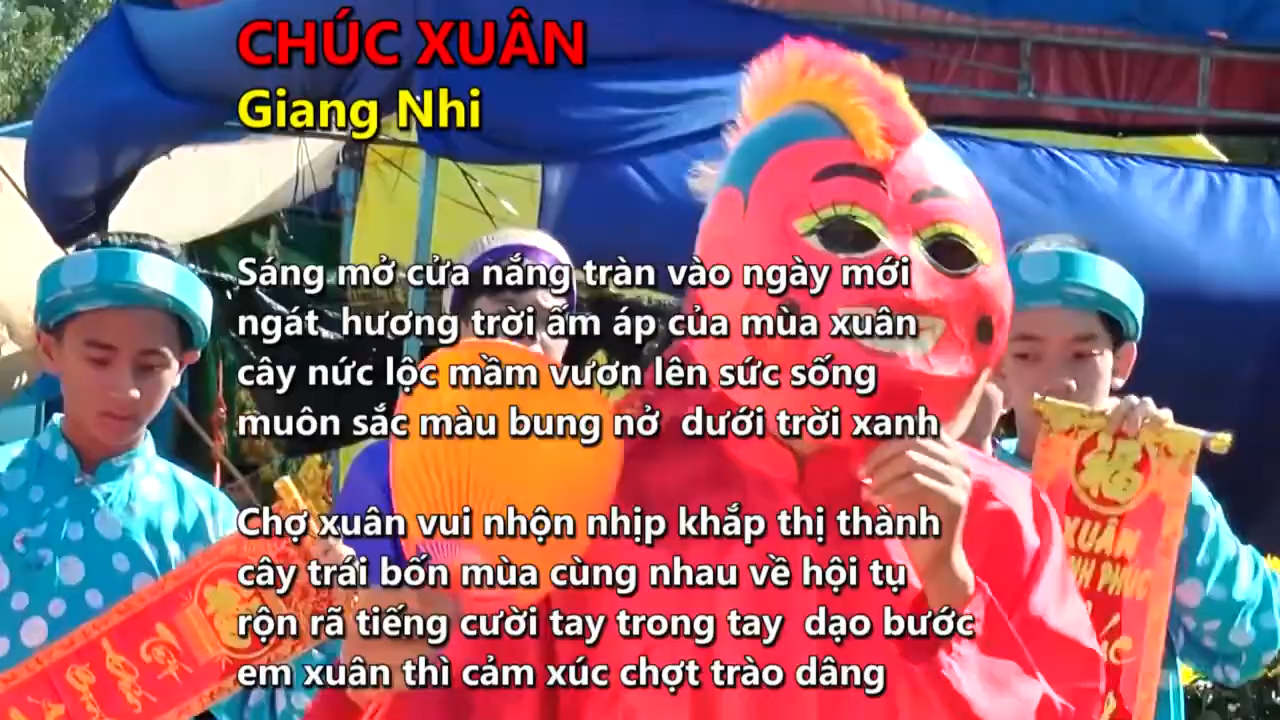 CHÚC XUÂN
Giang Nhi
Sáng mở cửa nắng tràn vào ngày mới
ngát hương trời ấm áp của mùa xuân
cây nức lộc mầm vươn lên sức sống
muôn sắc màu bung nở dưới trời xanh
Chợ xuân vui nhộn nhịp khắp thị thành
cây trái bốn mùa cùng nhau về hội tụ
rộn rã tiếng cười tay trong tay dạo bước
em xuân thì cảm xúc chợt trào dâng
福
XUÂN
PHÚC